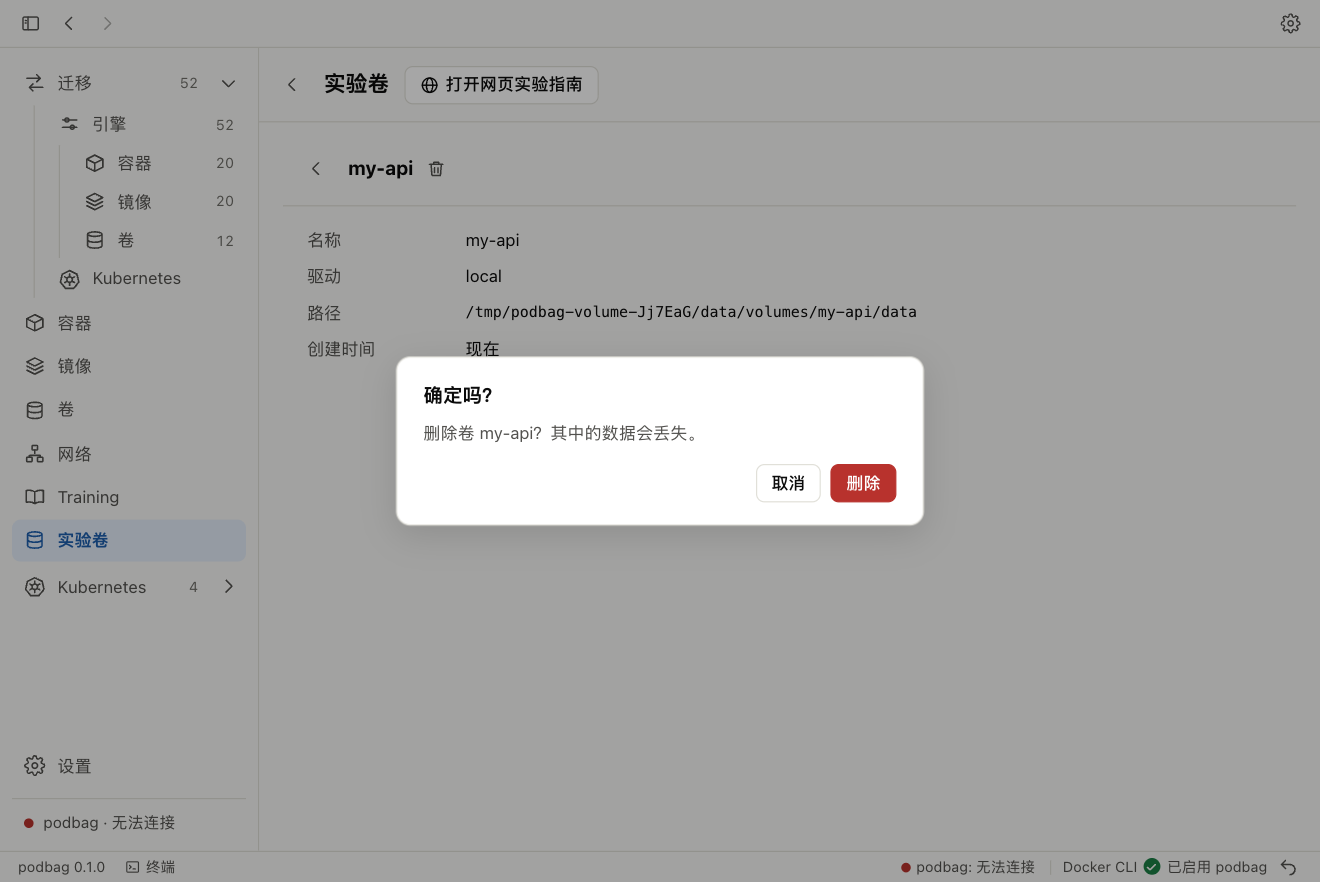 迁移 52
引擎 52
容器 20
镜像 20
卷 12
Kubernetes
容器
镜像
卷
网络
Training
实验卷
Kubernetes 4
设置
podbag · 无法连接
实验卷 打开网页实验指南
my-api
名称 my-api
驱动 local
路径 /tmp/podbag-volume-Jj7EaG/data/volumes/my-api/data
创建时间 现在
确定吗?
删除卷 my-api? 其中的数据会丢失。
取消 删除
podbag 0.1.0 终端 podbag: 无法连接 Docker CLI 已启用 podbag